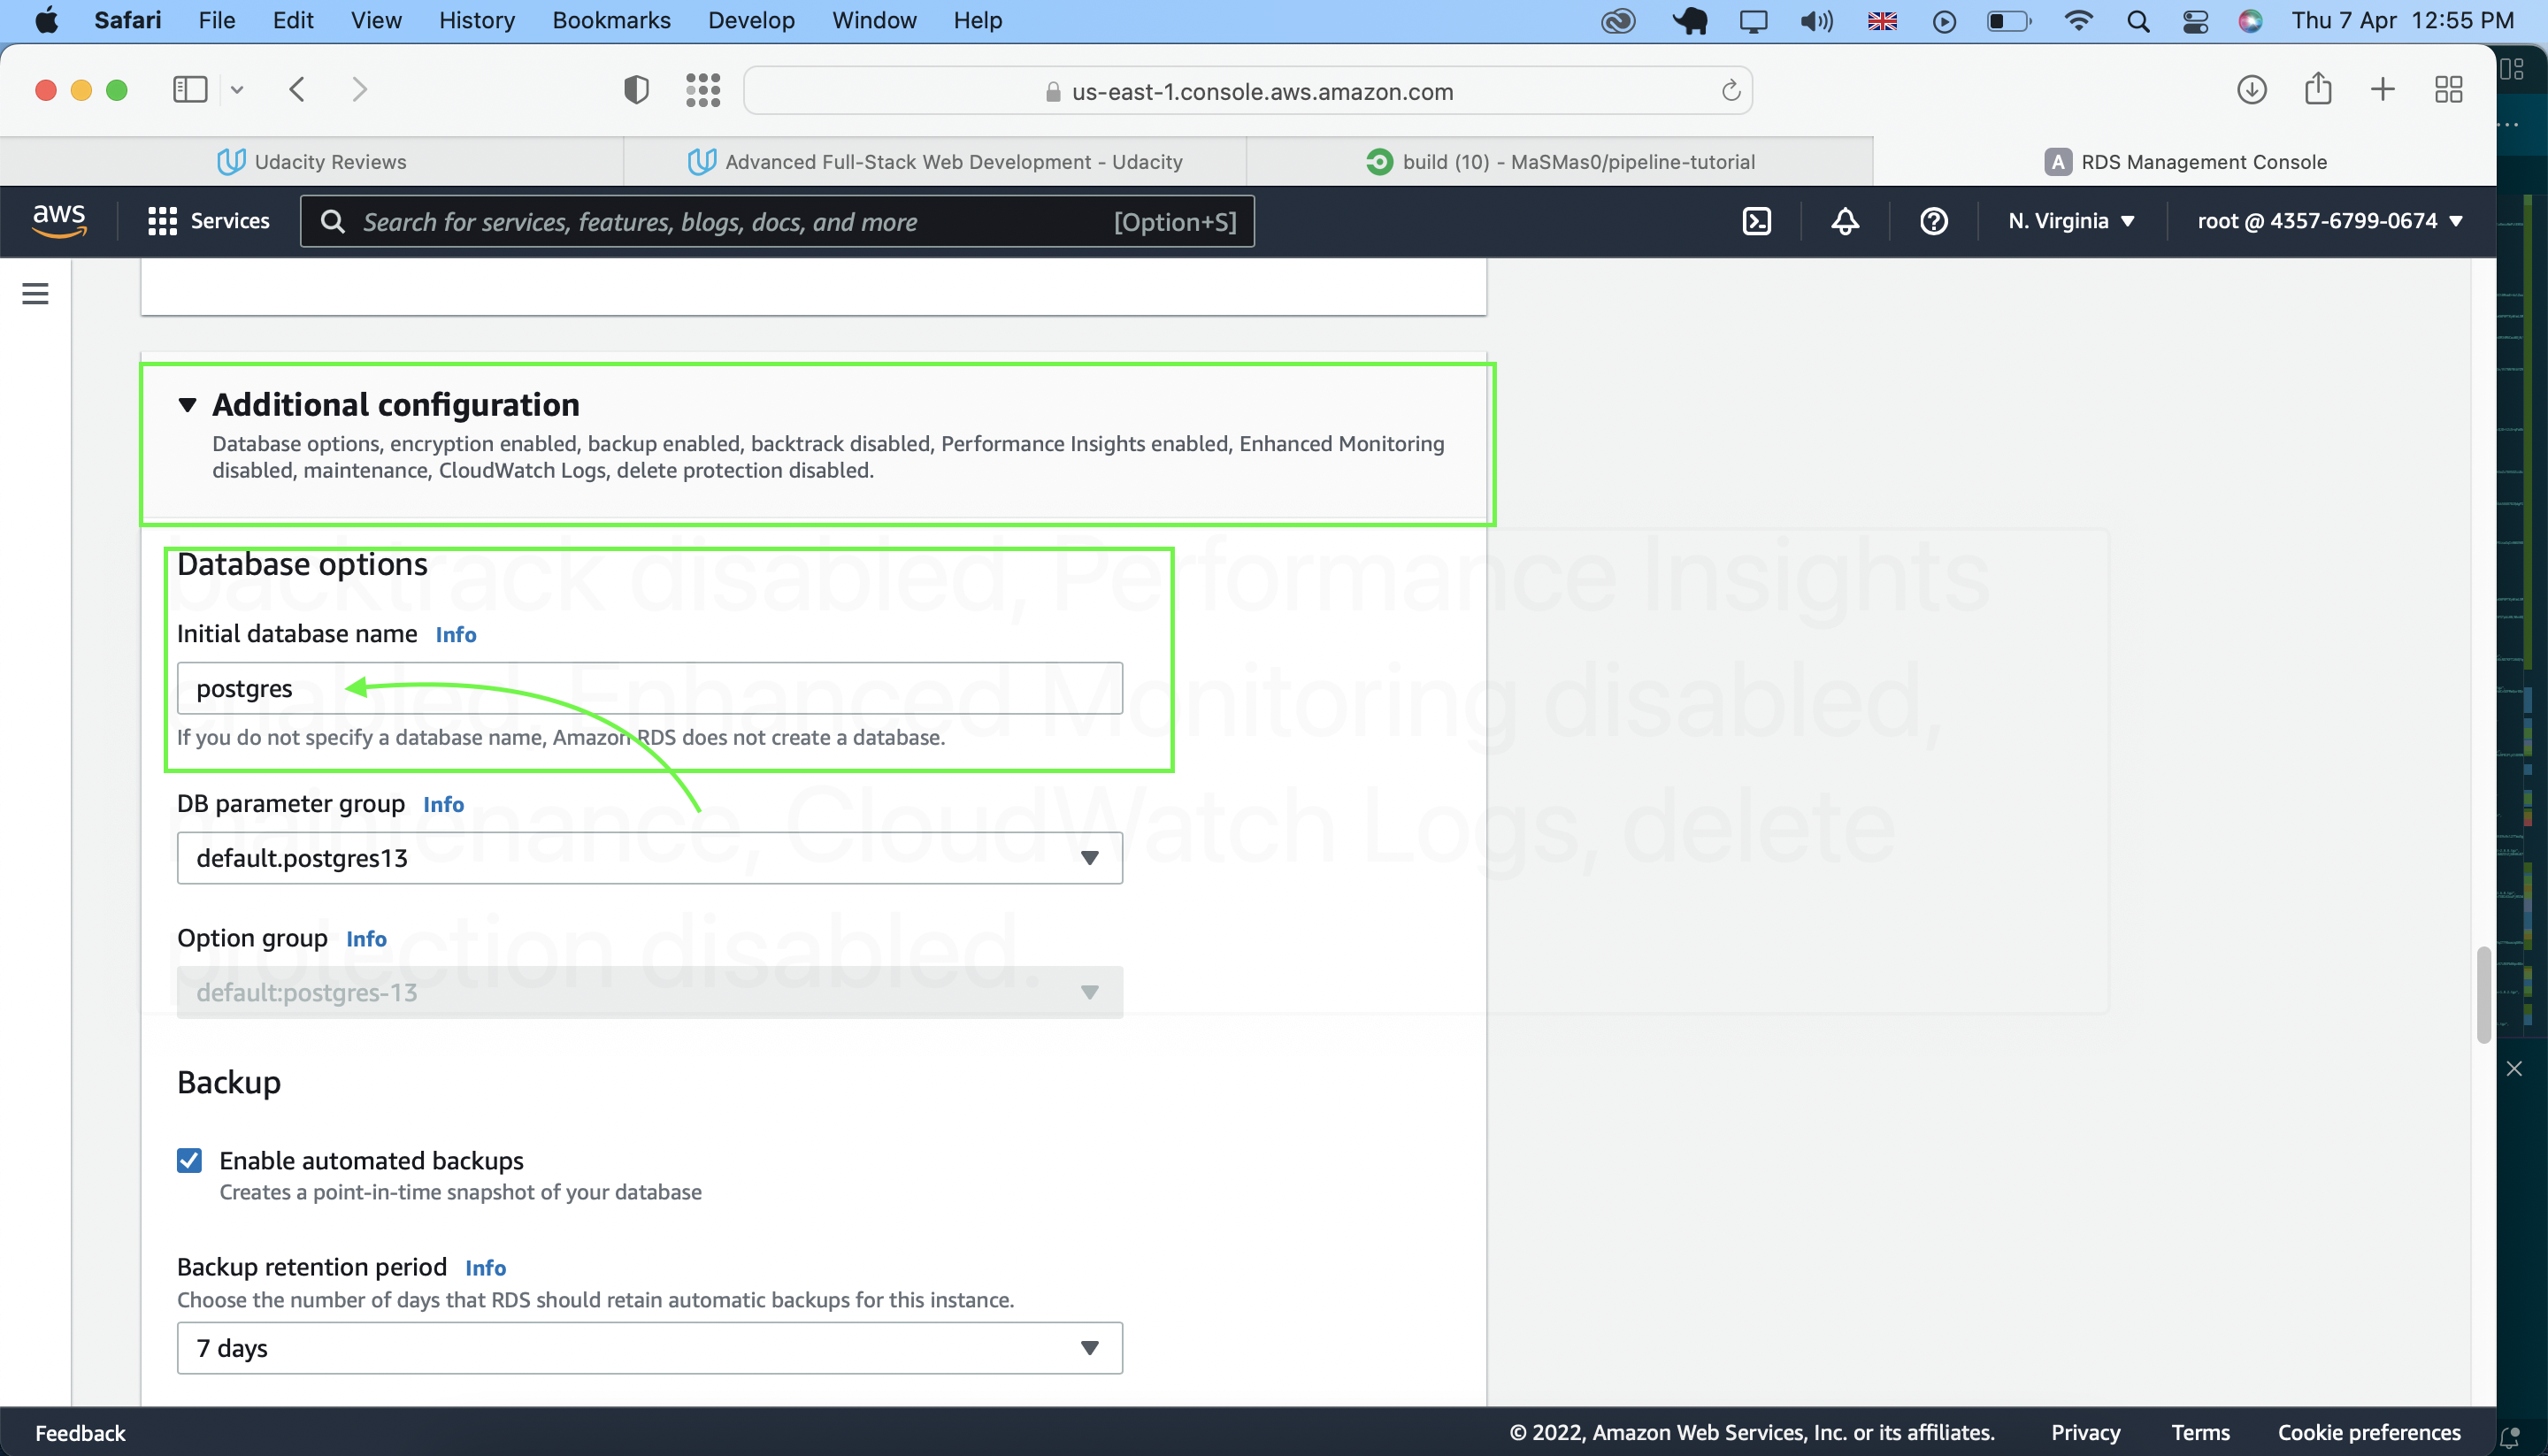 Safari File Edit View History Bookmarks Develop Window Help Thu 7 Apr 12:55 PM
us-east-1.console.aws.amazon.com
Udacity Reviews Advanced Full-Stack Web Development - Udacity build (10) - MaSMas0/pipeline-tutorial A RDS Management Console
aws Services Search for services, features, blogs, docs, and more [Option+S] N. Virginia root @ 4357-6799-0674
Additional configuration
Database options, encryption enabled, backup enabled, backtrack disabled, Performance Insights enabled, Enhanced Monitoring
disabled, maintenance, CloudWatch Logs, delete protection disabled.
Database options
backtrack disabled, Performance Insights
Initial database name Info
enabled, Enhanced Monitoring disabled,
postgres
If you do not specify a database name, Amazon RDS does not create a database.
DB parameter group Info
maintenance, CloudWatch Logs, delete
default.postgres13
Option group Info
protection disabled.
default:postgres-13
Backup
Enable automated backups
Creates a point-in-time snapshot of your database
Backup retention period Info
Choose the number of days that RDS should retain automatic backups for this instance.
7 days
Feedback © 2022, Amazon Web Services, Inc. or its affiliates. Privacy Terms Cookie preferences